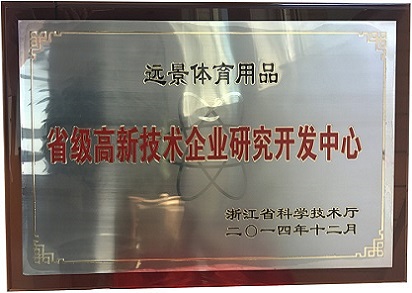 远景体育用品
省级高新技术企业研究开发中心
浙江省科学技术厅
二〇一四年十二月